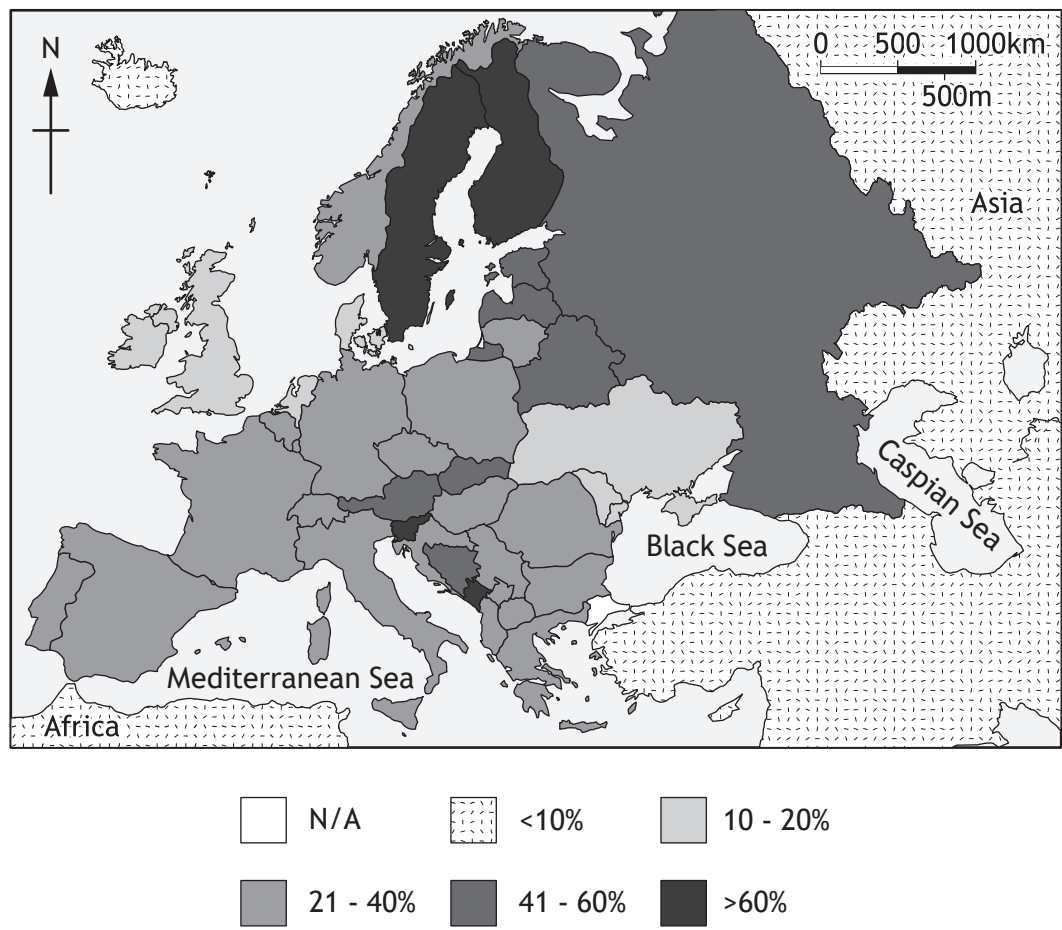 N
0 500 1000km
500m
Asia
Caspian Sea
Black Sea
Mediterranean Sea
Africa
N/A
<10%
10 - 20%
21 - 40%
41 - 60%
>60%